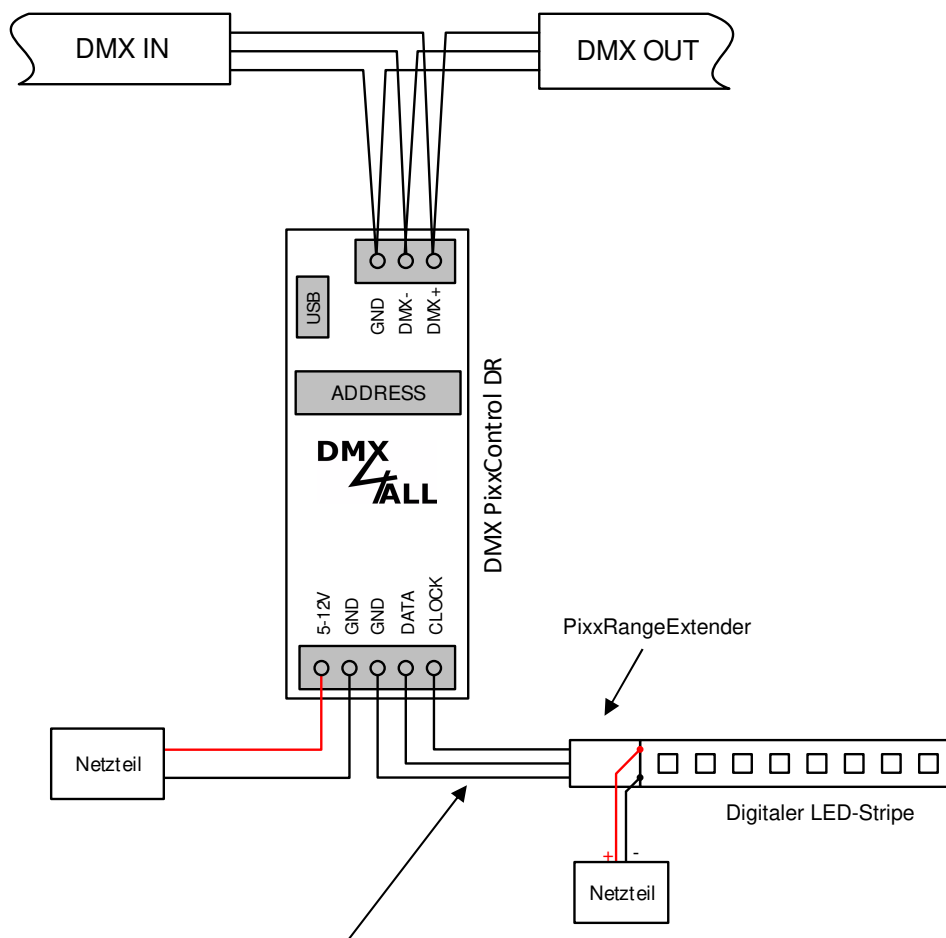 DMX IN
DMX OUT
USB
GND
DMX-
DMX+
ADDRESS
DMX
4ALL
DMX PixxControl DR
5-12V
GND
GND
DATA
CLOCK
PixxRangeExtender
Netzteil
Digitaler LED-Stripe
+ -
Netzteil